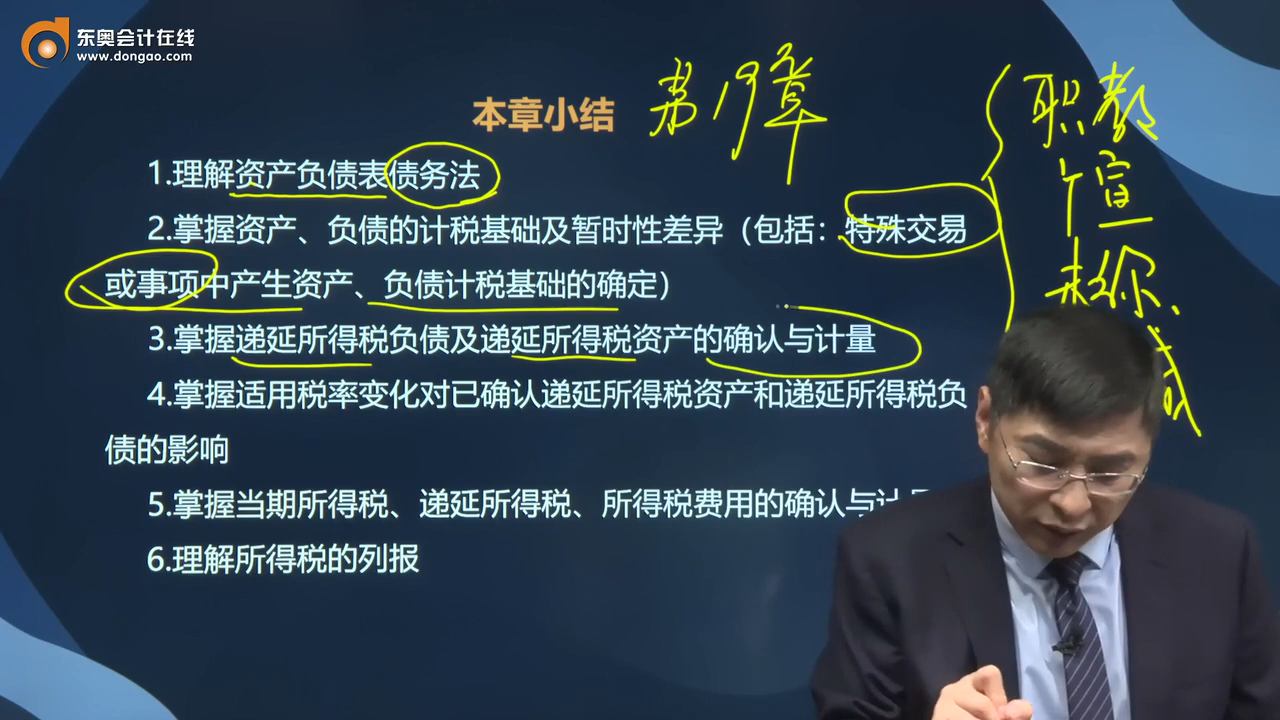 东奥会计在线
www.dongao.com
本章小结
第19章
1.理解资产负债表债务法
2.掌握资产、负债的计税基础及暂时性差异（包括：特殊交易
或事项中产生资产、负债计税基础的确定）
3.掌握递延所得税负债及递延所得税资产的确认与计量
4.掌握适用税率变化对已确认递延所得税资产和递延所得税负
债的影响
5.掌握当期所得税、递延所得税、所得税费用的确认与计
6.理解所得税的列报
职教
广宣
未弥